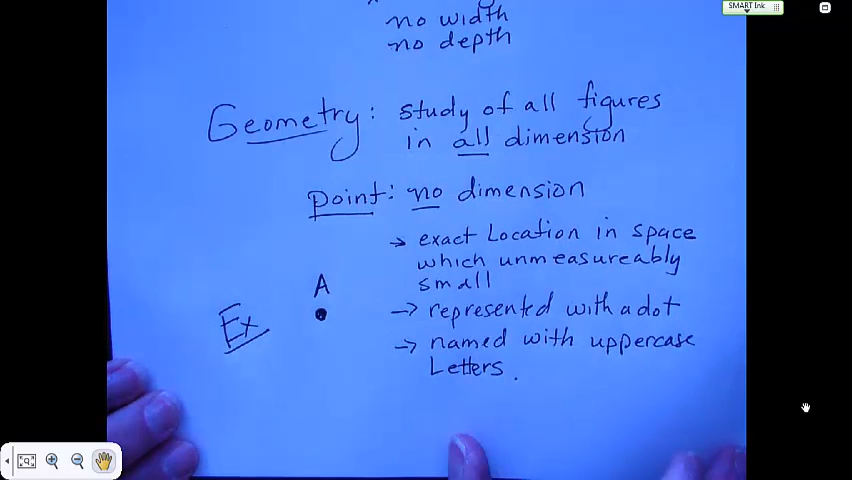 SMART Ink
no width
no depth
Geometry: study of all figures
in all dimension
point: no dimension
→ exact Location in space
which unmeasureably
small
A
Ex
→ represented with a dot
→ named with uppercase
Letters.